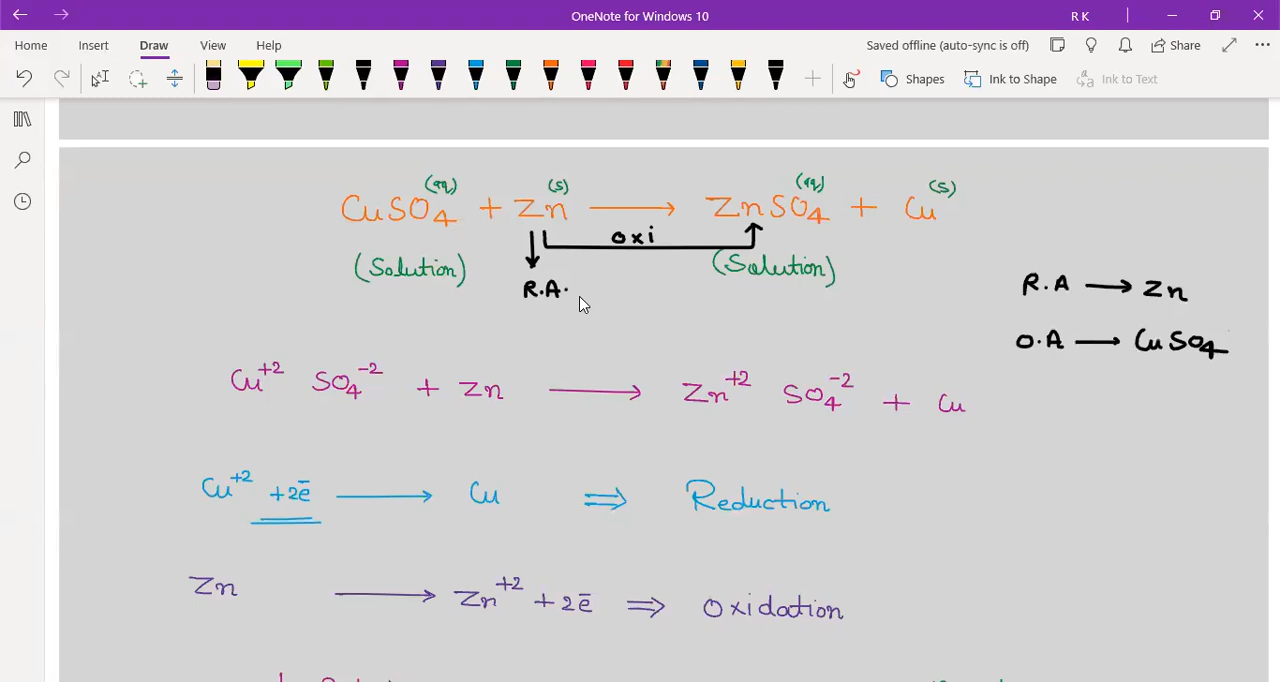 OneNote for Windows 10
R K
Home Insert Draw View Help
Saved offline (auto-sync is off)
Share
Shapes
Ink to Shape
Ink to Text
CuSO4 (aq) + Zn (s) ⟶ ZnSO4 (aq) + Cu (s)
oxi
(Solution) (Solution)
R.A.
R.A ⟶ Zn
O.A ⟶ CuSO4
Cu+2 SO4-2 + Zn ⟶ Zn+2 SO4-2 + Cu
Cu+2 +2ē ⟶ Cu ⇒ Reduction
Zn ⟶ Zn+2 + 2ē ⇒ Oxidation